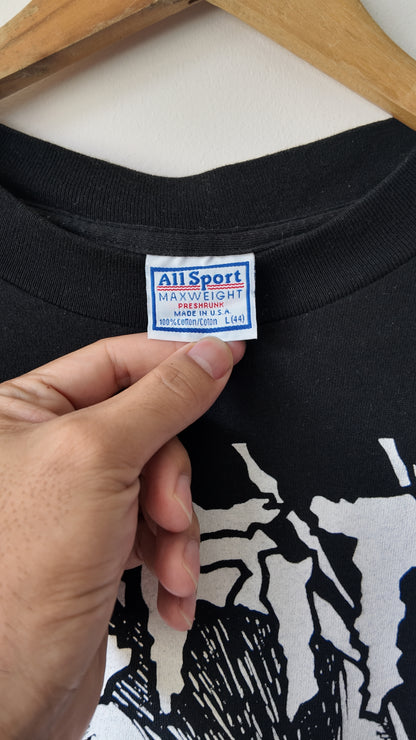 All Sport
MAXWEIGHT
PRESHRUNK
MADE IN U.S.A.
100% Cotton/Coton L(44)